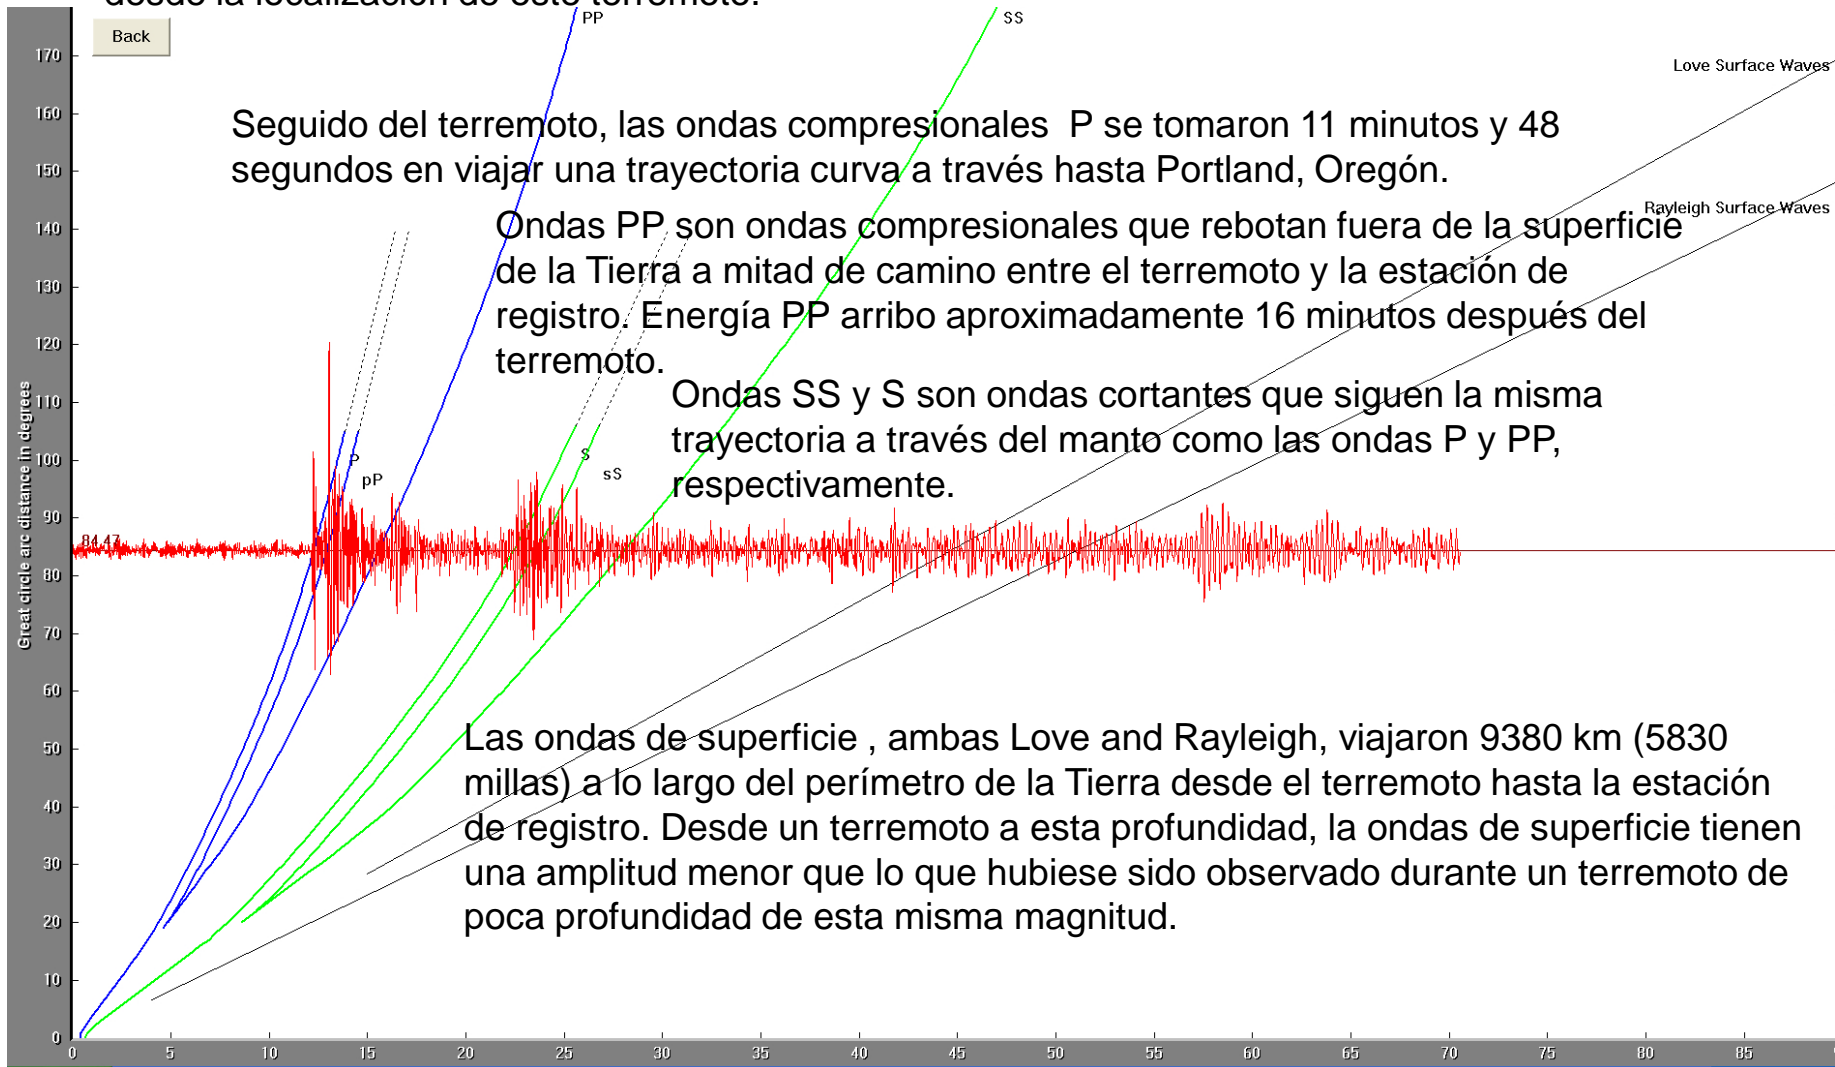 desde la localización de este terremoto.
PP
SS
Back
170
Love Surface Waves
160
Seguido del terremoto, las ondas compresionales P se tomaron 11 minutos y 48
segundos en viajar una trayectoria curva a través hasta Portland, Oregón.
150
Rayleigh Surface Waves
140
Ondas PP son ondas compresionales que rebotan fuera de la superficie
de la Tierra a mitad de camino entre el terremoto y la estación de
130
registro. Energía PP arribo aproximadamente 16 minutos después del
terremoto.
120
Ondas SS y S son ondas cortantes que siguen la misma
trayectoria a través del manto como las ondas P y PP,
respectivamente.
110
100
P
pP
S
sS
90
84.47
80
Great circle arc distance in degrees
70
60
50
Las ondas de superficie , ambas Love and Rayleigh, viajaron 9380 km (5830
millas) a lo largo del perímetro de la Tierra desde el terremoto hasta la estación
de registro. Desde un terremoto a esta profundidad, la ondas de superficie tienen
una amplitud menor que lo que hubiese sido observado durante un terremoto de
poca profundidad de esta misma magnitud.
40
30
20
10
0
0 5 10 15 20 25 30 35 40 45 50 55 60 65 70 75 80 85